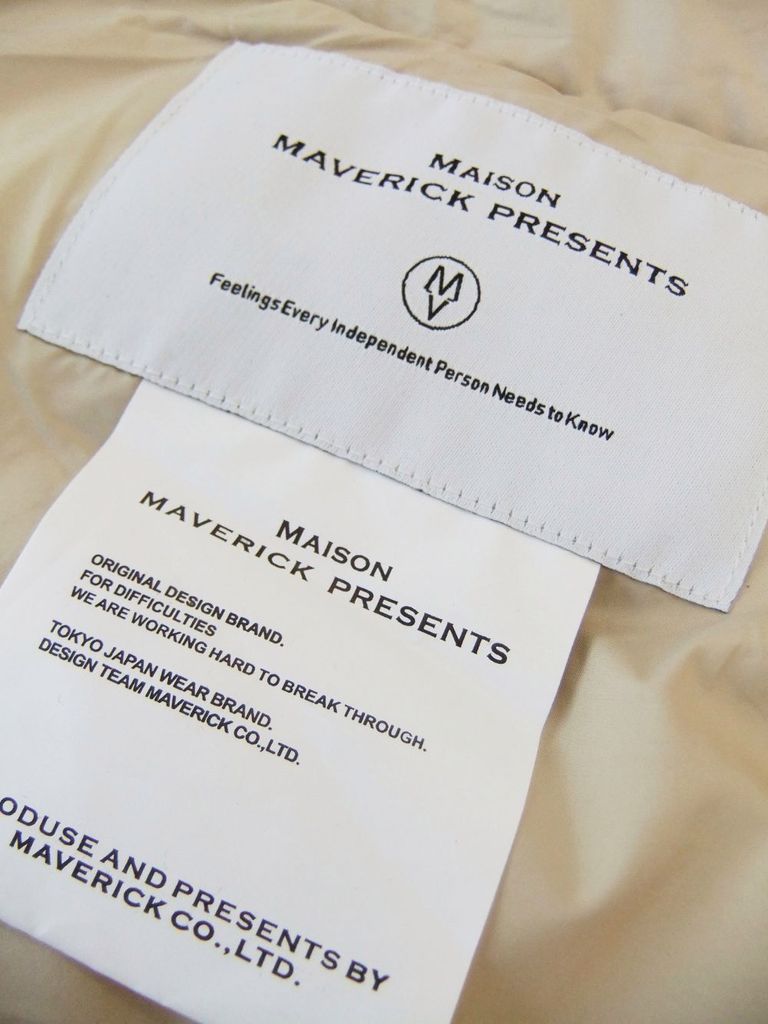 MAISON
MAVERICK PRESENTS
MV
Feelings Every Independent Person Needs to Know
MAISON
MAVERICK PRESENTS
ORIGINAL DESIGN BRAND.
FOR DIFFICULTIES
WE ARE WORKING HARD TO BREAK THROUGH.
TOKYO JAPAN WEAR BRAND.
DESIGN TEAM MAVERICK CO.,LTD.
ODUSE AND PRESENTS BY
MAVERICK CO.,LTD.